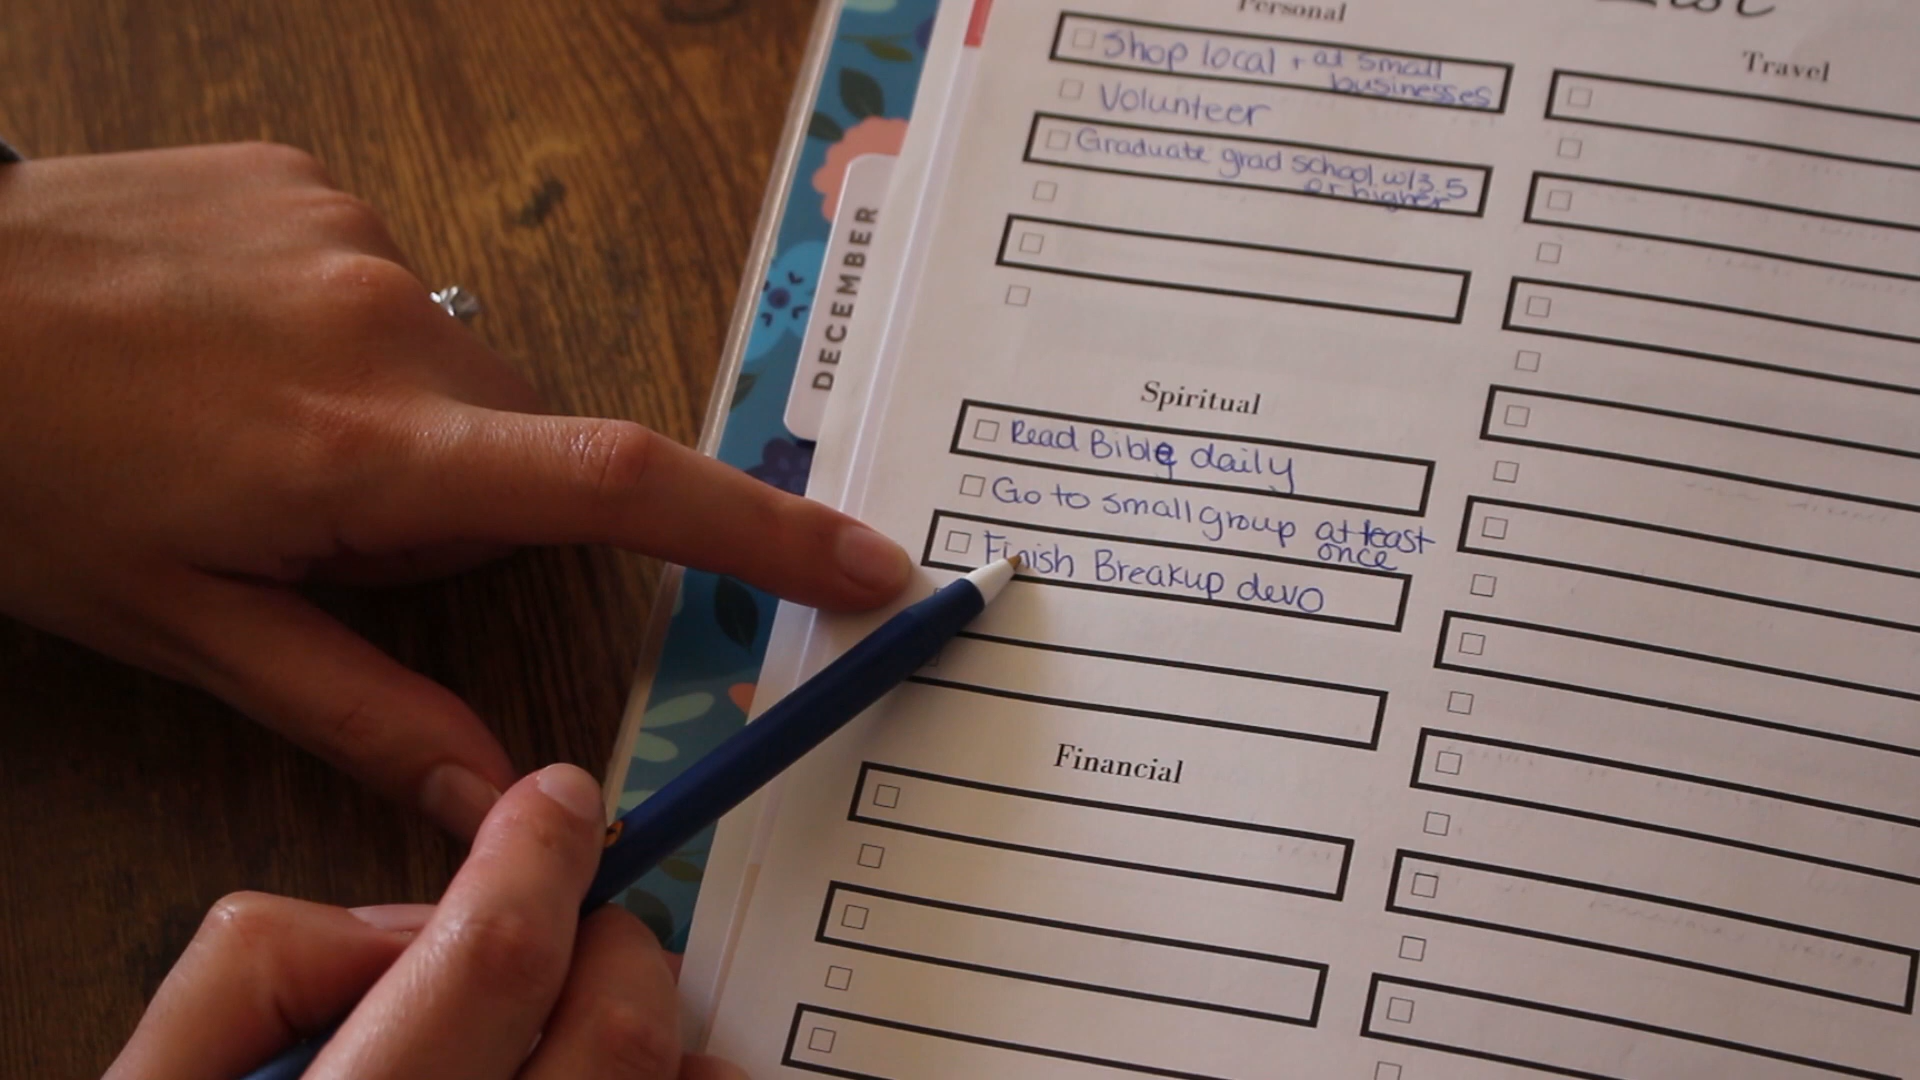 Personal
Shop local + at small
businesses
Volunteer
Graduate grad school w/3.5
or higher
DECEMBER
Spiritual
Read Bible daily
Go to small group at least
once
Finish Breakup devo
Financial
Travel